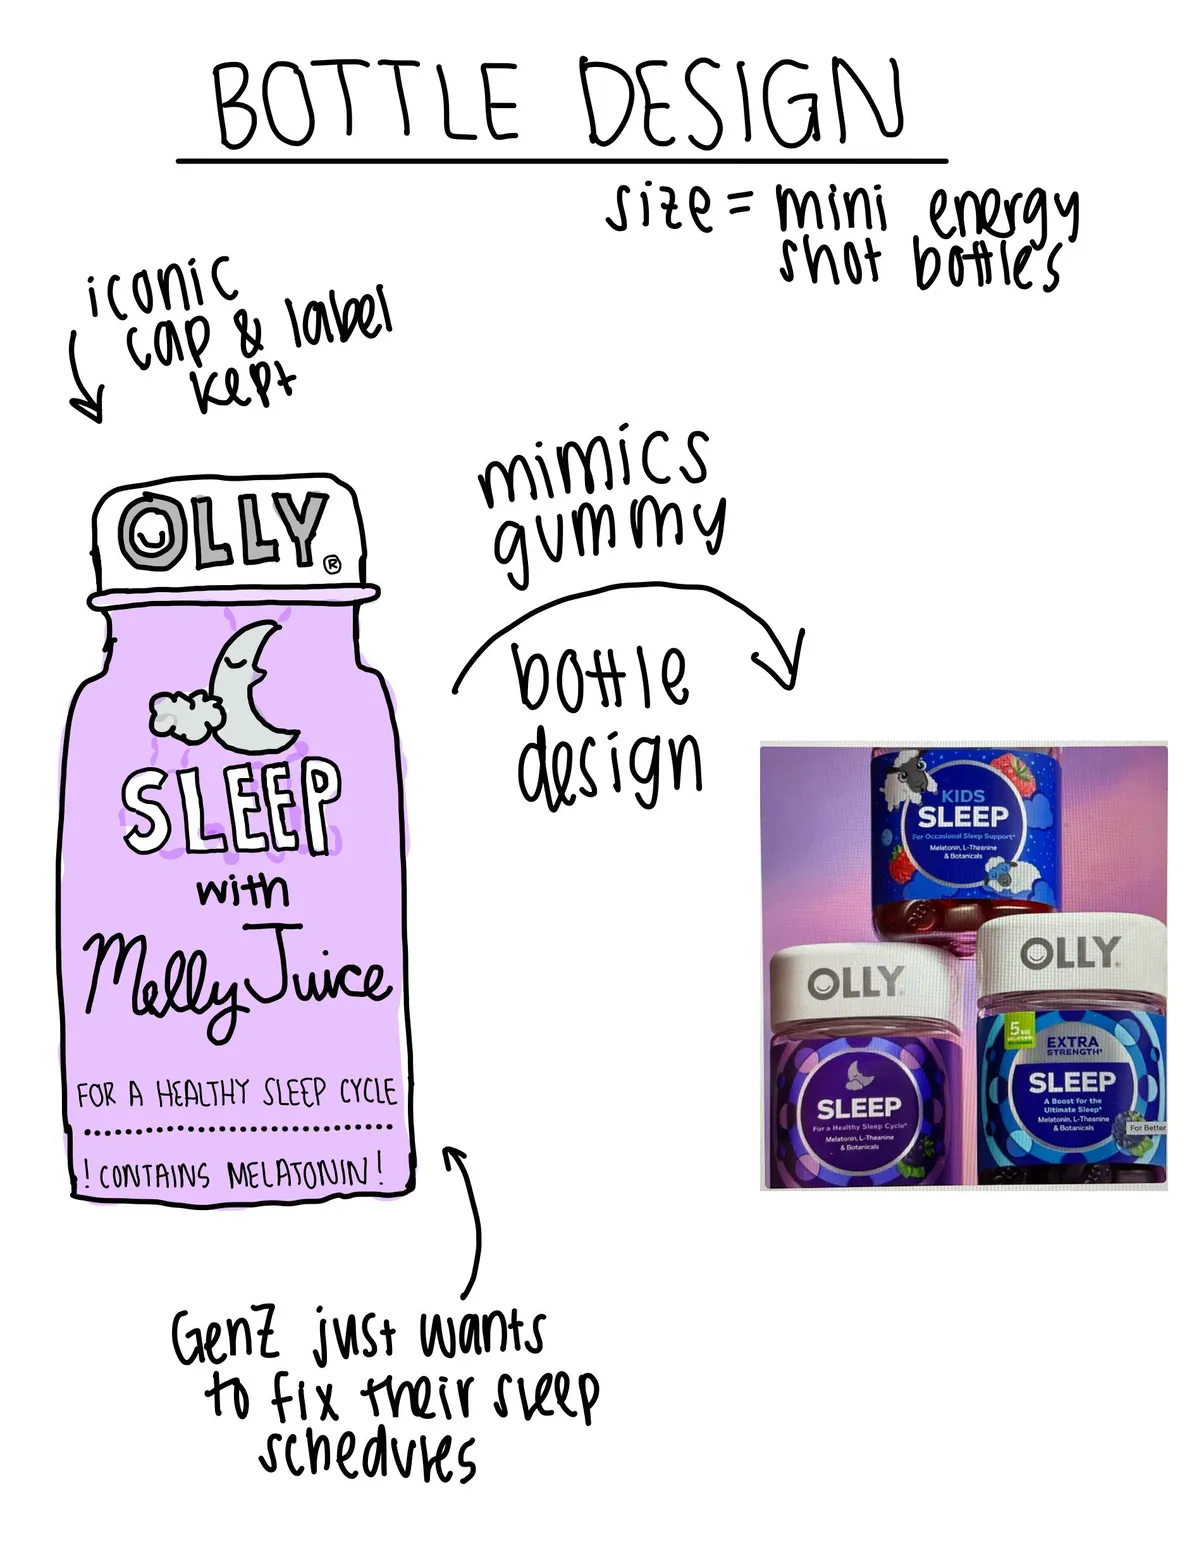 BOTTLE DESIGN
size = mini energy
shot bottles
iconic
cap & label
kept
OLLY®
SLEEP
with
Melly Juice
FOR A HEALTHY SLEEP CYCLE
! CONTAINS MELATONIN !
mimics
gummy
bottle
design
KIDS
SLEEP
For Occasional Sleep Support*
Melatonin, L-Theanine
& Botanicals
OLLY
SLEEP
For a Healthy Sleep Cycle*
Melatonin, L-Theanine
& Botanicals
OLLY
5 MG
EXTRA
STRENGTH*
SLEEP
A Boost for the
Ultimate Sleep*
Melatonin, L-Theanine
& Botanicals
For Better
GenZ just wants
to fix their sleep
schedules